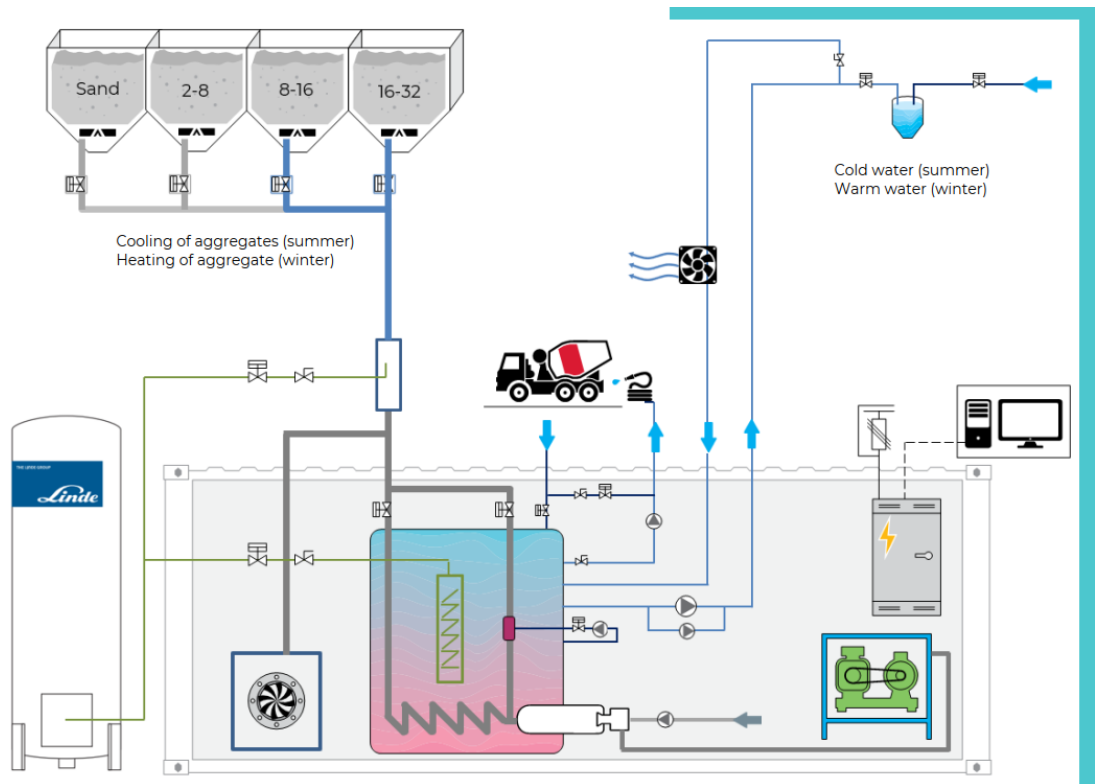 Sand
2-8
8-16
16-32
Cold water (summer)
Warm water (winter)
Cooling of aggregates (summer)
Heating of aggregate (winter)
THE LINDE GROUP
Linde